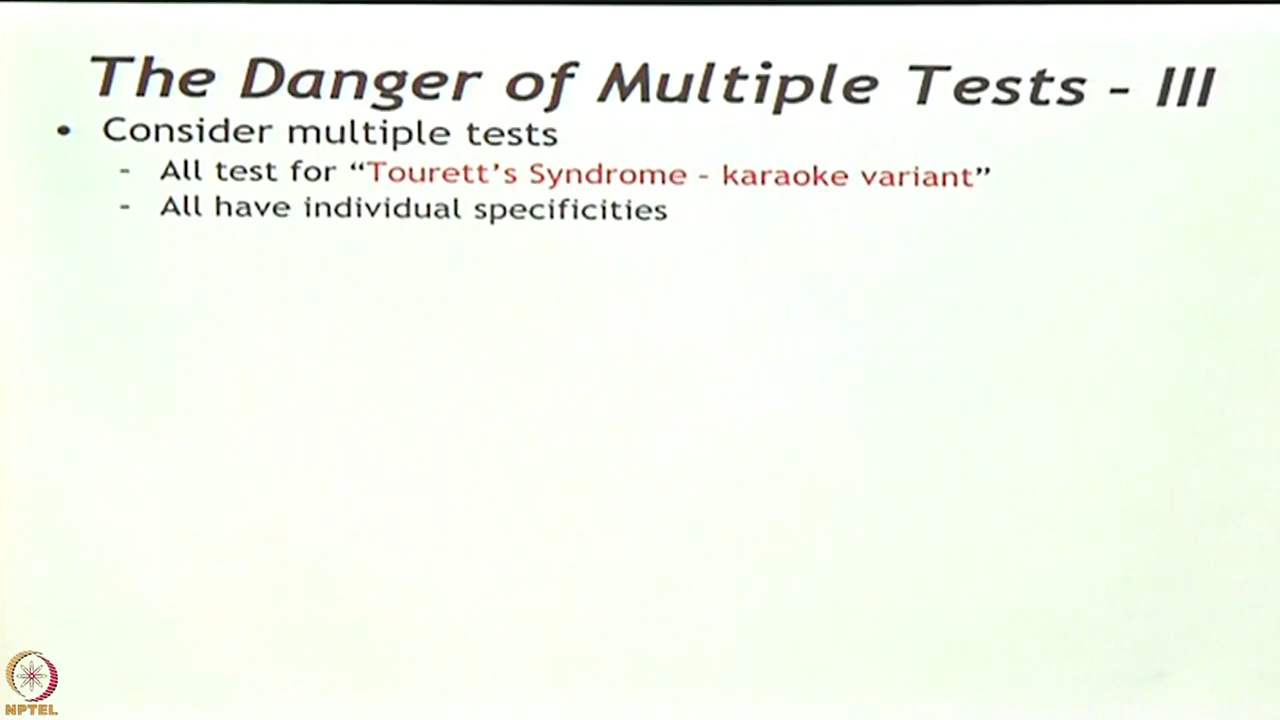 The Danger of Multiple Tests - III
• Consider multiple tests
- All test for “Tourett’s Syndrome - karaoke variant”
- All have individual specificities
NPTEL